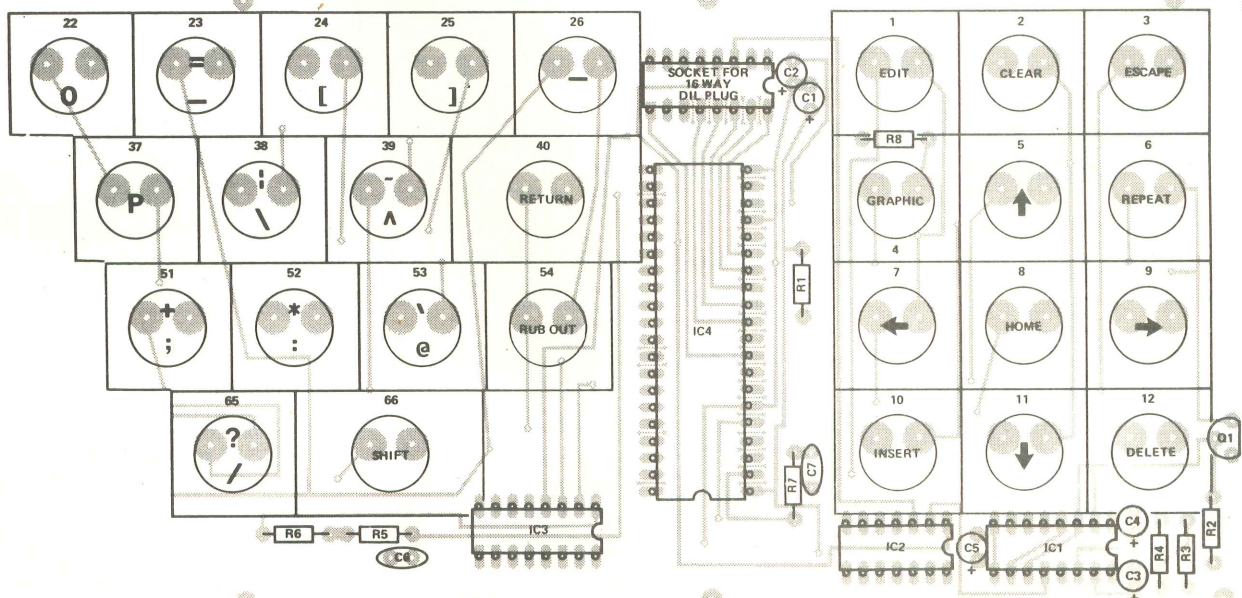 22 23 24 25 26 1 2 3
O = _ [ ] – SOCKET FOR 16 WAY DIL PLUG C2 + C1 + EDIT CLEAR ESCAPE
37 38 39 40 R8 5 6
P ¦ \ ~ ^ RETURN GRAPHIC ↑ REPEAT
4
51 52 53 54 R1 7 8 9
+ ; * : ` @ RUB OUT IC4 ← HOME →
65 66 10 11 12
? / SHIFT R7 C7 INSERT ↓ DELETE Q1
R6 R5 IC3 IC2 C5 + IC1 C4 + R4 R3 R2
C6 C3 +